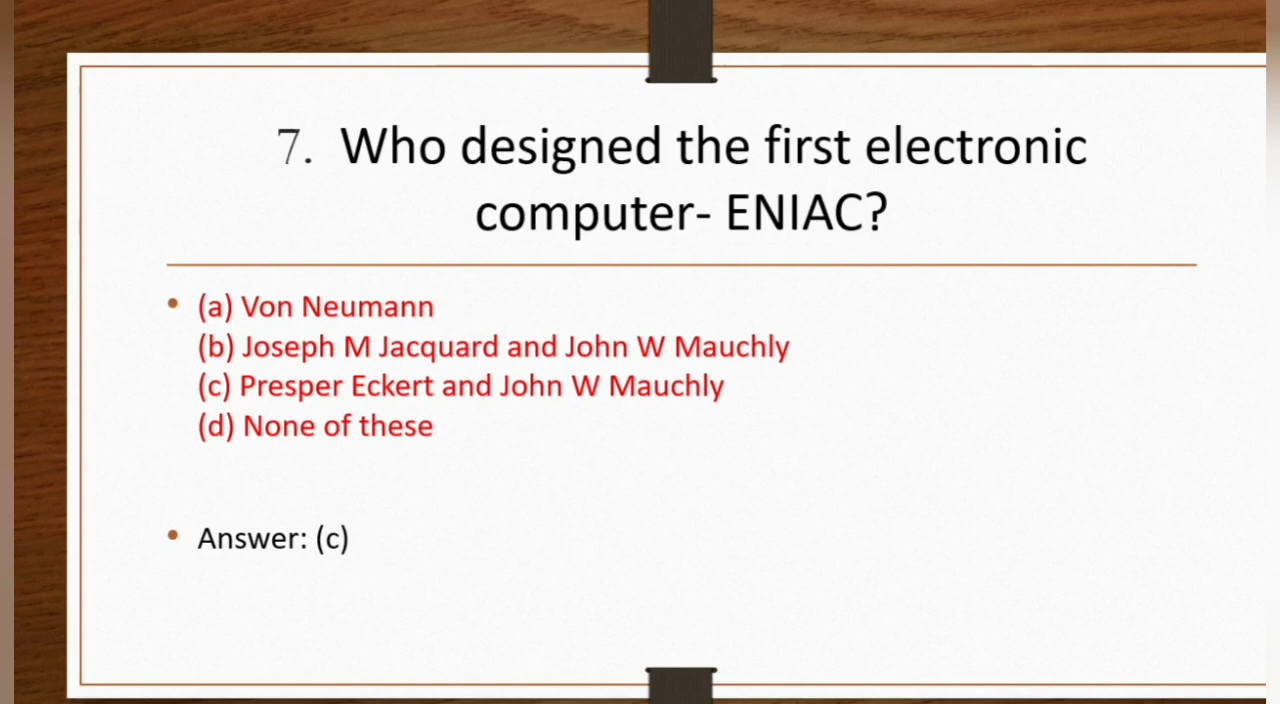 7. Who designed the first electronic
computer- ENIAC?
• (a) Von Neumann
(b) Joseph M Jacquard and John W Mauchly
(c) Presper Eckert and John W Mauchly
(d) None of these
• Answer: (c)